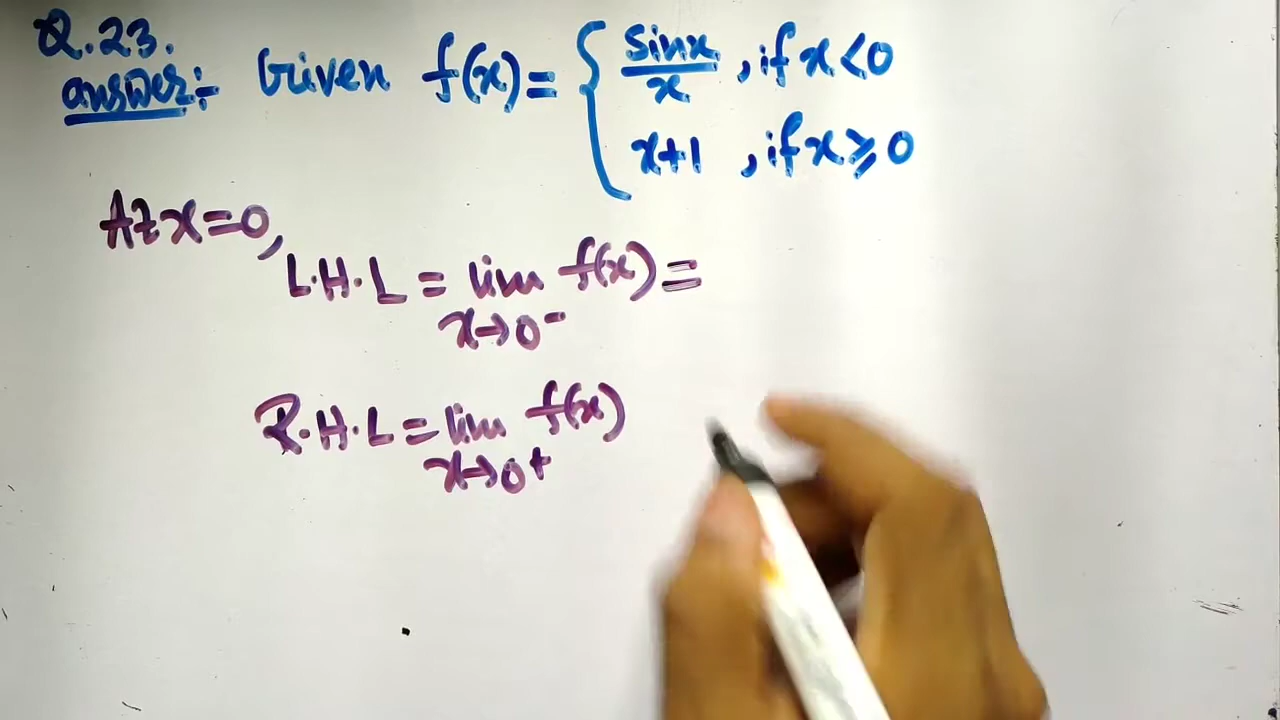 Q.23.
answer:- Given f(x)= { sinx/x , if x<0
x+1 , if x⩾0
At x=0,
L.H.L = lim f(x) =
x→0⁻
R.H.L = lim f(x)
x→0+